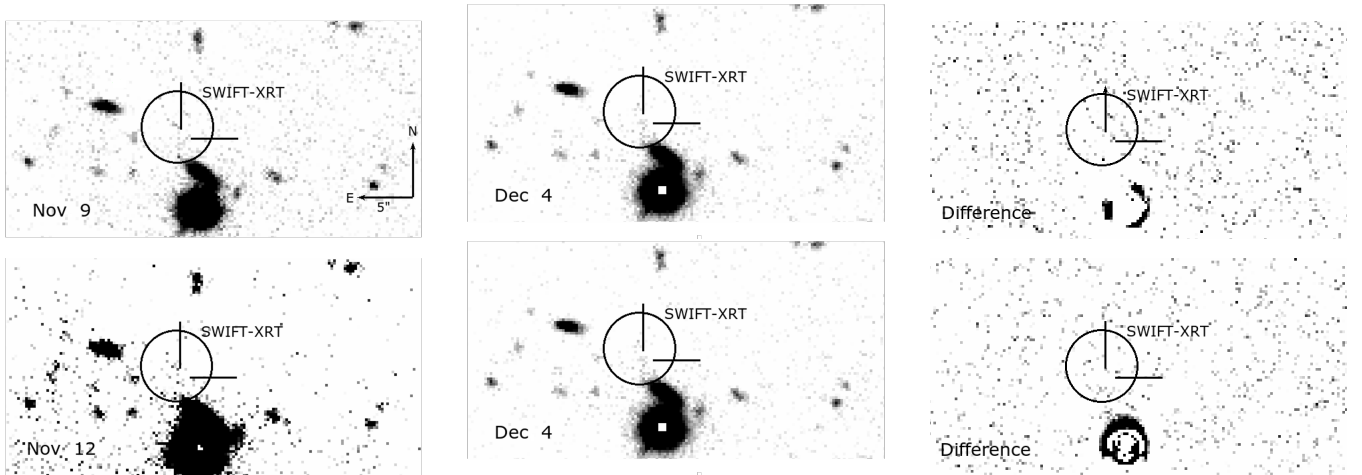 SWIFT-XRT
N
E
5"
Nov 9
SWIFT-XRT
Dec 4
SWIFT-XRT
Difference
SWIFT-XRT
Nov 12
SWIFT-XRT
Dec 4
SWIFT-XRT
Difference